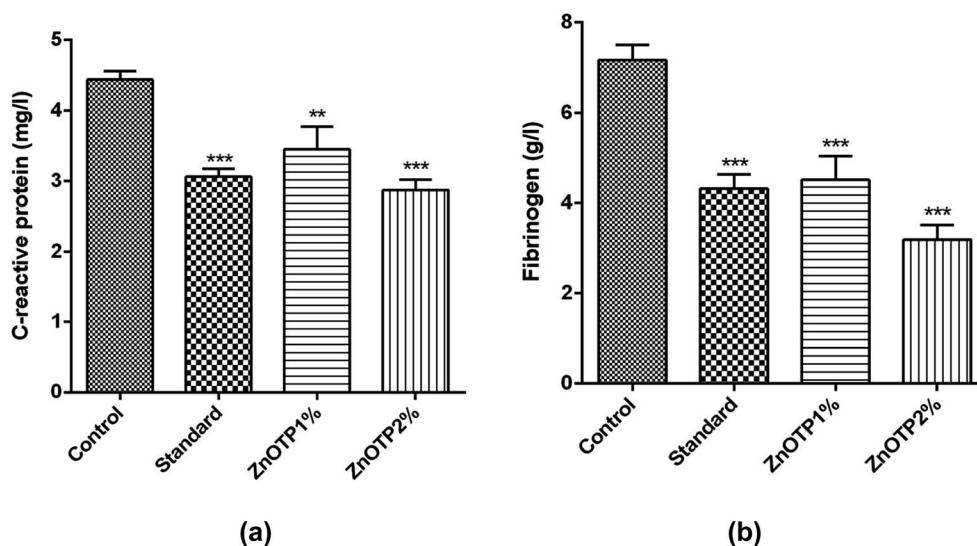 C-reactive protein (mg/l)
5
4
3
2
1
0
***
**
***
Control
Standard
ZnOTP1%
ZnOTP2%
(a)
Fibrinogen (g/l)
8
6
4
2
0
***
***
***
Control
Standard
ZnOTP1%
ZnOTP2%
(b)